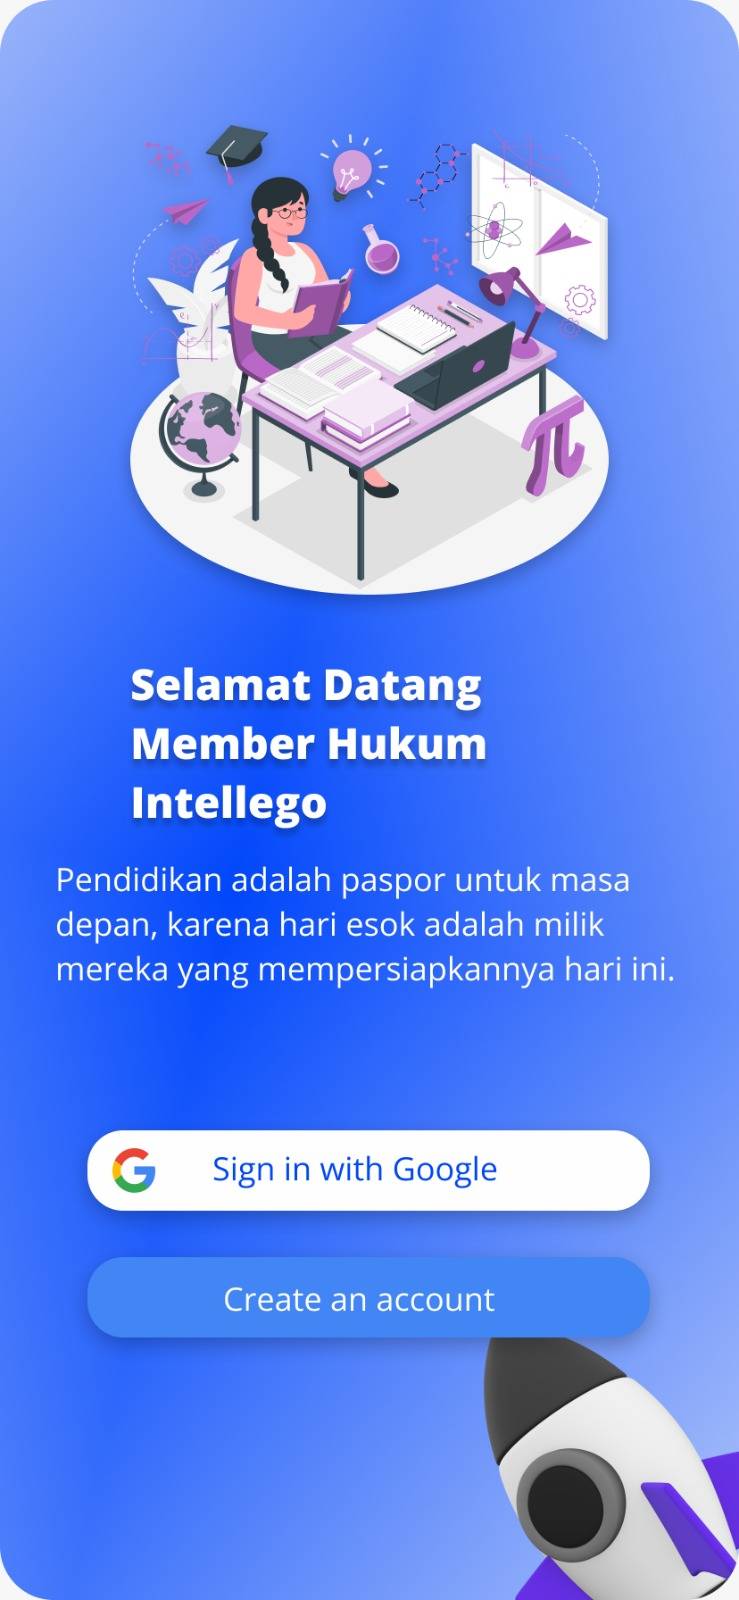 Selamat Datang
Member Hukum
Intellego
Pendidikan adalah paspor untuk masa
depan, karena hari esok adalah milik
mereka yang mempersiapkannya hari ini.
Sign in with Google
Create an account